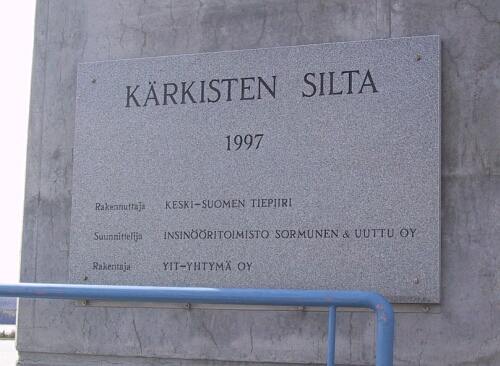 KÄRKISTEN SILTA
1997
Rakennuttaja KESKI-SUOMEN TIEPIIRI
Suunnittelija INSINÖÖRITOIMISTO SORMUNEN & UUTTU OY
Rakentaja YIT-YHTYMÄ OY